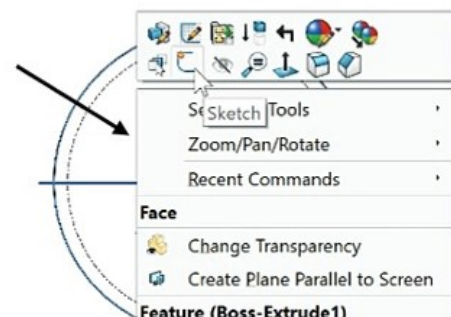 Sketch
Se Tools
Zoom/Pan/Rotate
Recent Commands
Face
Change Transparency
Create Plane Parallel to Screen
Feature (Boss-Extrude1)